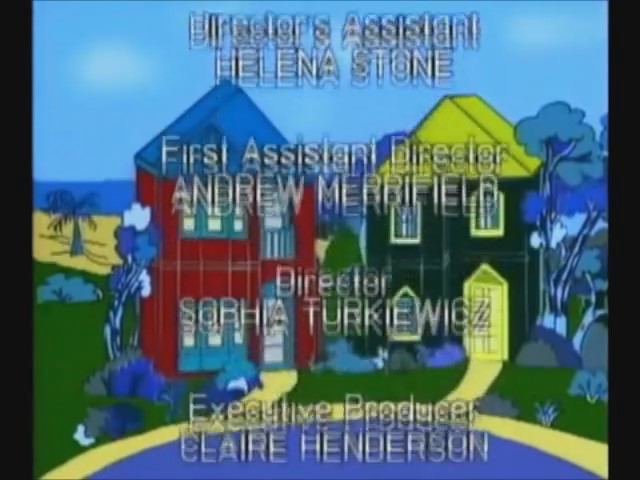 Director's Assistant
HELENA STONE
First Assistant Director
ANDREW MERRIFIELD
Director
SOPHIA TURKIEWICZ
Executive Producer
CLAIRE HENDERSON